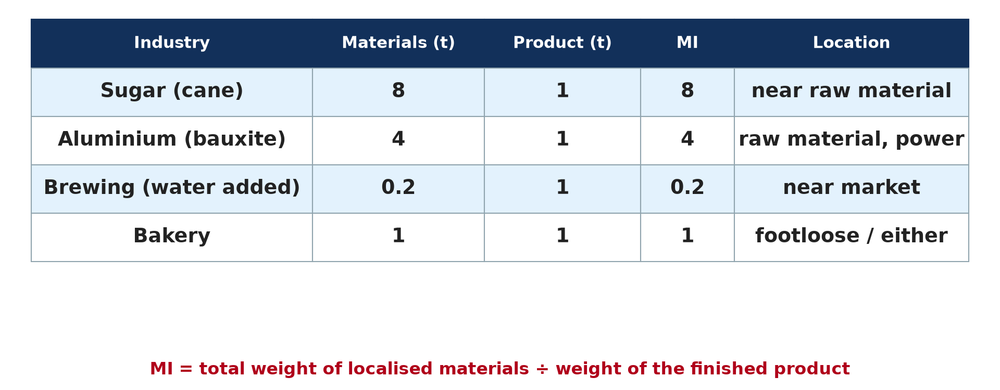 Industry Materials (t) Product (t) MI Location
Sugar (cane) 8 1 8 near raw material
Aluminium (bauxite) 4 1 4 raw material, power
Brewing (water added) 0.2 1 0.2 near market
Bakery 1 1 1 footloose / either
MI = total weight of localised materials ÷ weight of the finished product